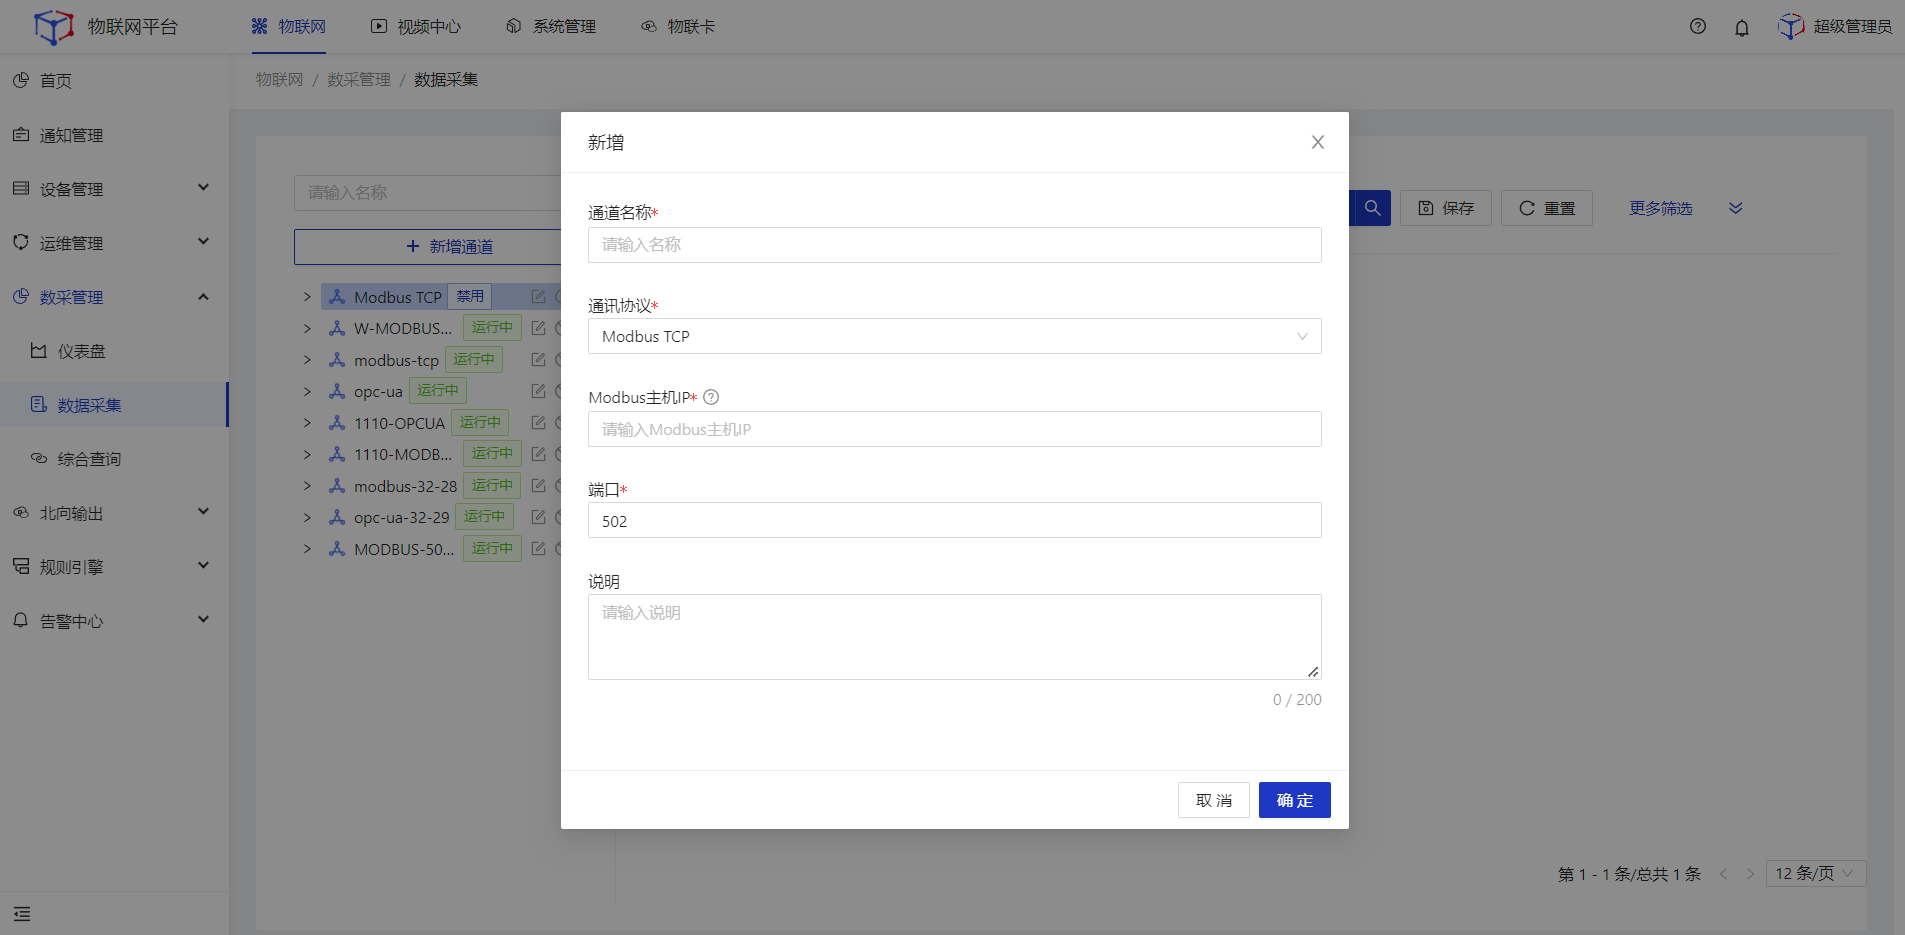 物联网平台
物联网
视频中心
系统管理
物联卡
超级管理员
首页
通知管理
设备管理
运维管理
数采管理
仪表盘
数据采集
综合查询
北向输出
规则引擎
告警中心
物联网 / 数采管理 / 数据采集
请输入名称
+ 新增通道
Modbus TCP 禁用
W-MODBUS... 运行中
modbus-tcp 运行中
opc-ua 运行中
1110-OPCUA 运行中
1110-MODB... 运行中
modbus-32-28 运行中
opc-ua-32-29 运行中
MODBUS-50... 运行中
保存
重置
更多筛选
新增
通道名称*
请输入名称
通讯协议*
Modbus TCP
Modbus主机IP*
请输入Modbus主机IP
端口*
502
说明
请输入说明
0 / 200
取 消
确 定
第 1 - 1 条/总共 1 条
12 条/页